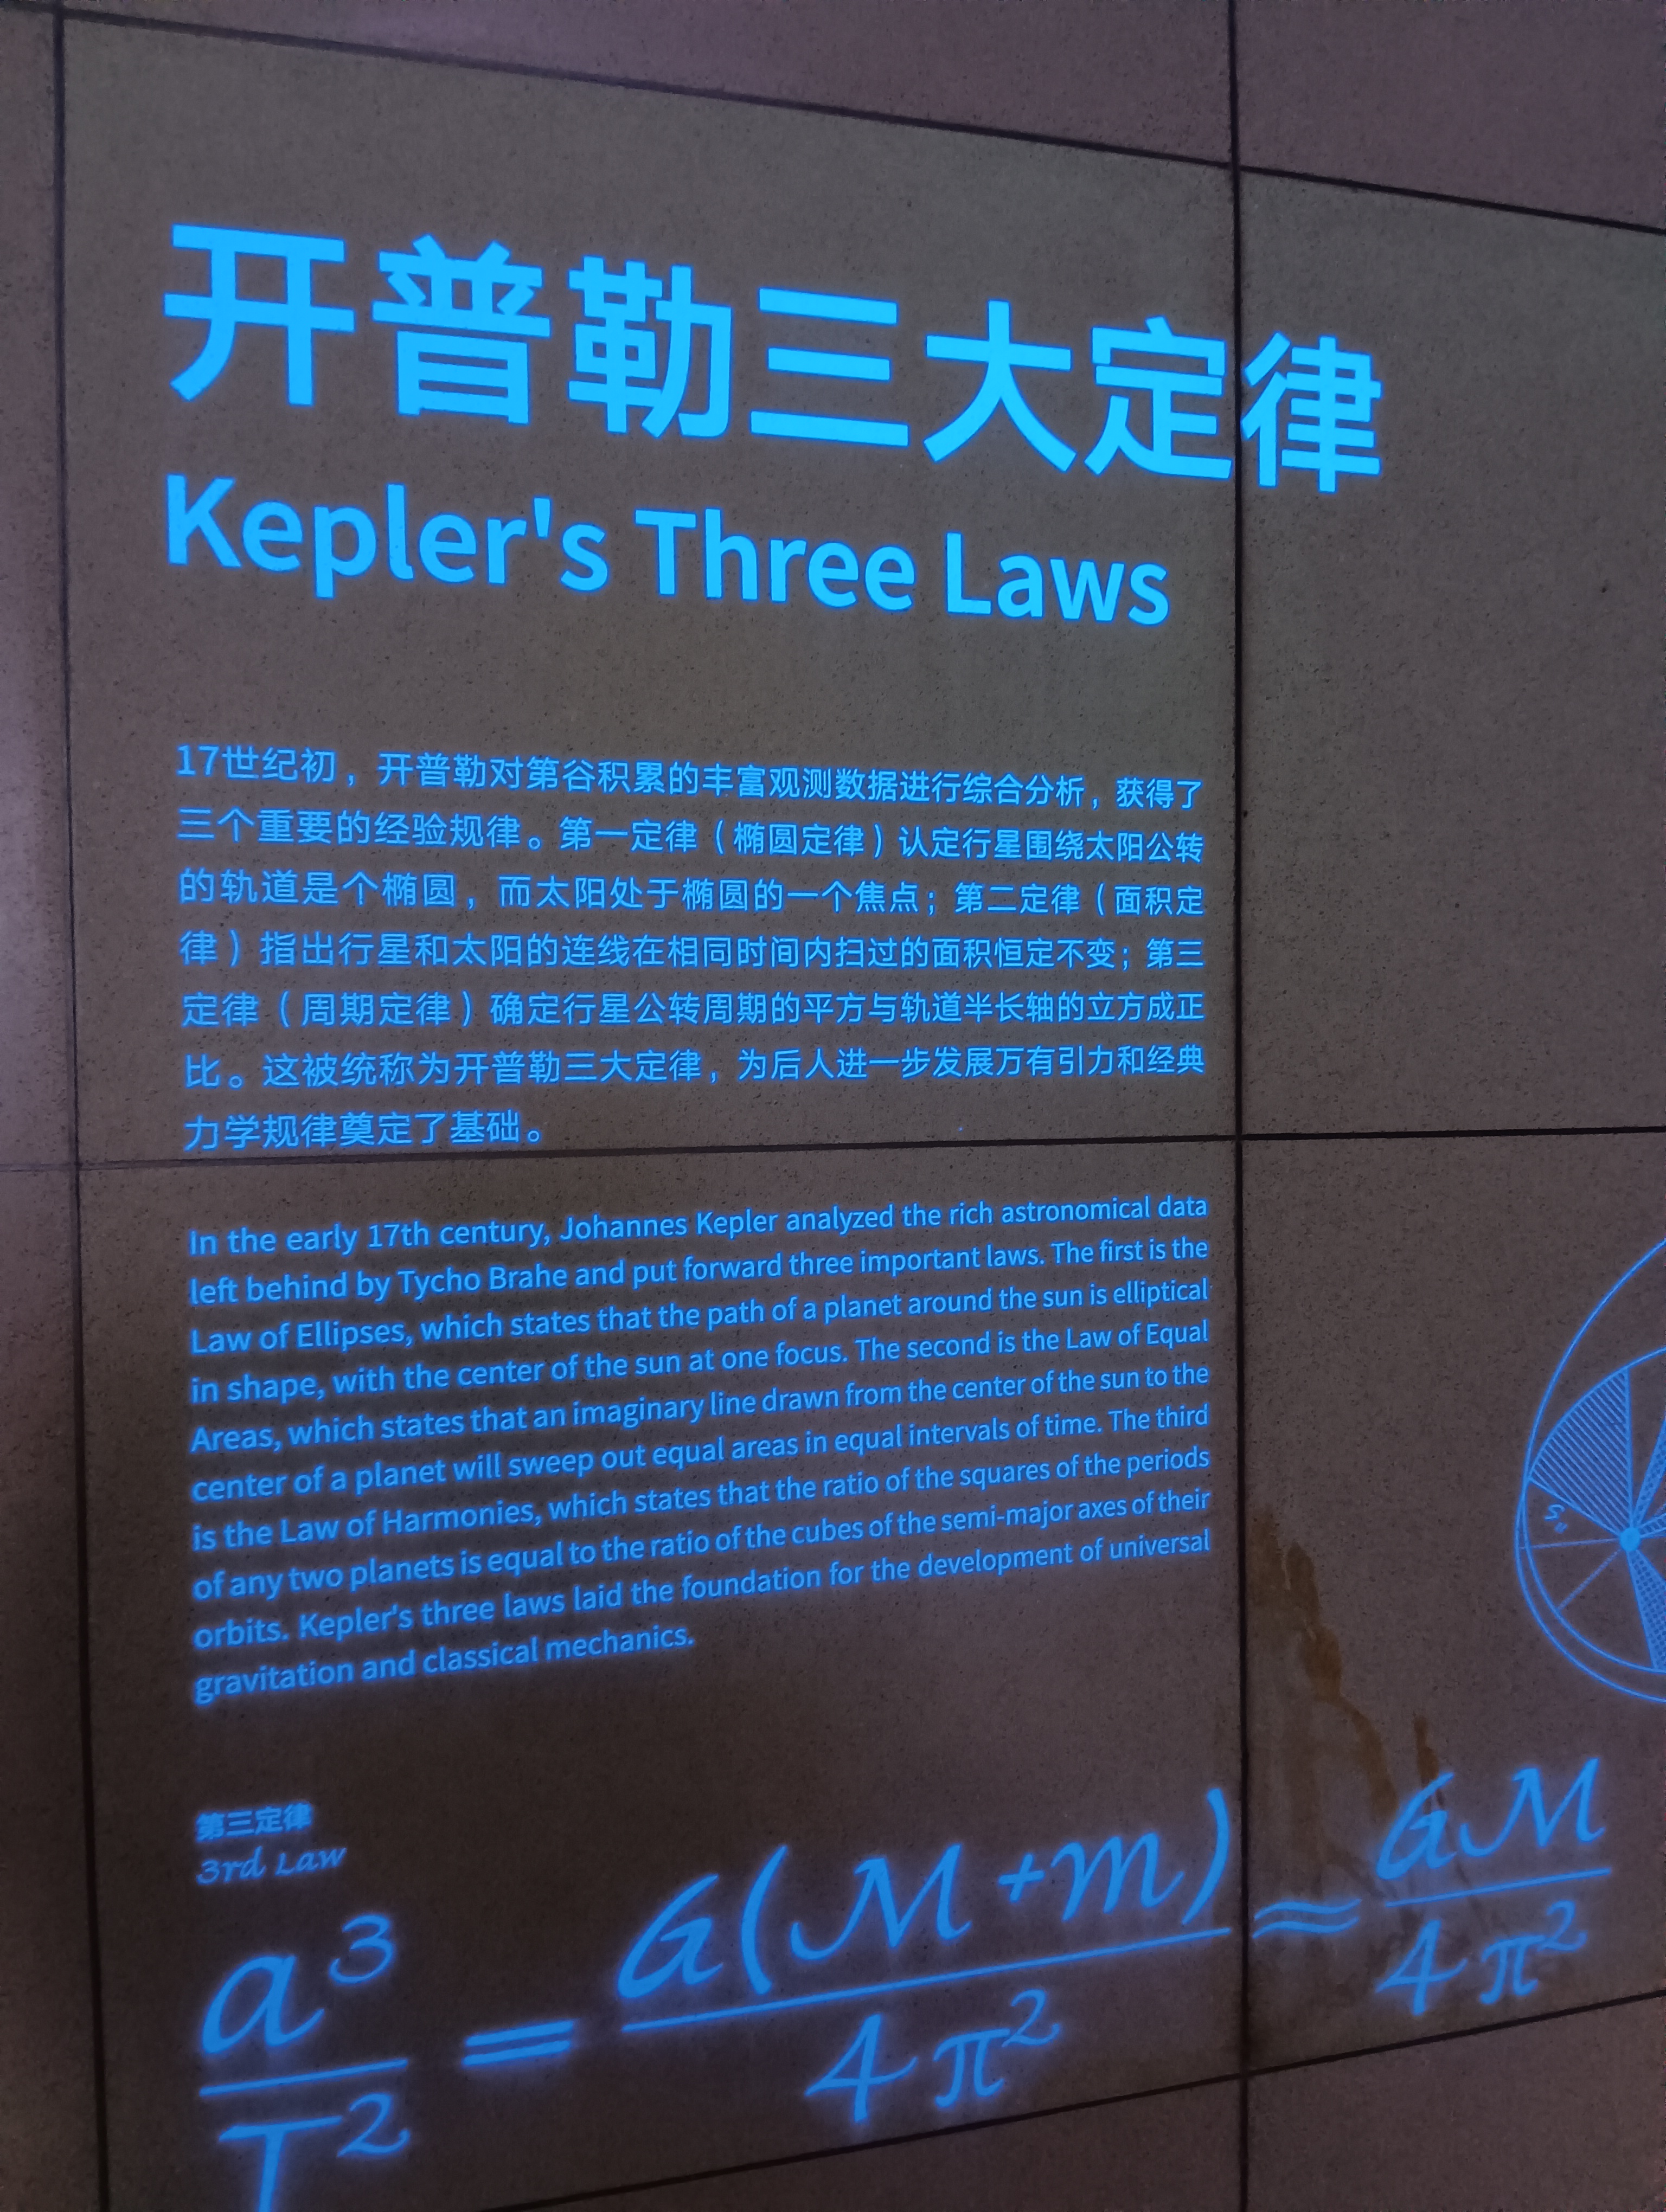 开普勒三大定律
Kepler's Three Laws
17世纪初，开普勒对第谷积累的丰富观测数据进行综合分析，获得了
三个重要的经验规律。第一定律（椭圆定律）认定行星围绕太阳公转
的轨道是个椭圆，而太阳处于椭圆的一个焦点；第二定律（面积定
律）指出行星和太阳的连线在相同时间内扫过的面积恒定不变；第三
定律（周期定律）确定行星公转周期的平方与轨道半长轴的立方成正
比。这被统称为开普勒三大定律，为后人进一步发展万有引力和经典
力学规律奠定了基础。
In the early 17th century, Johannes Kepler analyzed the rich astronomical data
left behind by Tycho Brahe and put forward three important laws. The first is the
Law of Ellipses, which states that the path of a planet around the sun is elliptical
in shape, with the center of the sun at one focus. The second is the Law of Equal
Areas, which states that an imaginary line drawn from the center of the sun to the
center of a planet will sweep out equal areas in equal intervals of time. The third
is the Law of Harmonies, which states that the ratio of the squares of the periods
of any two planets is equal to the ratio of the cubes of the semi-major axes of their
orbits. Kepler's three laws laid the foundation for the development of universal
gravitation and classical mechanics.
第三定律
3rd Law
a³/T² = G(M+m)/4π² ≈ GM/4π²